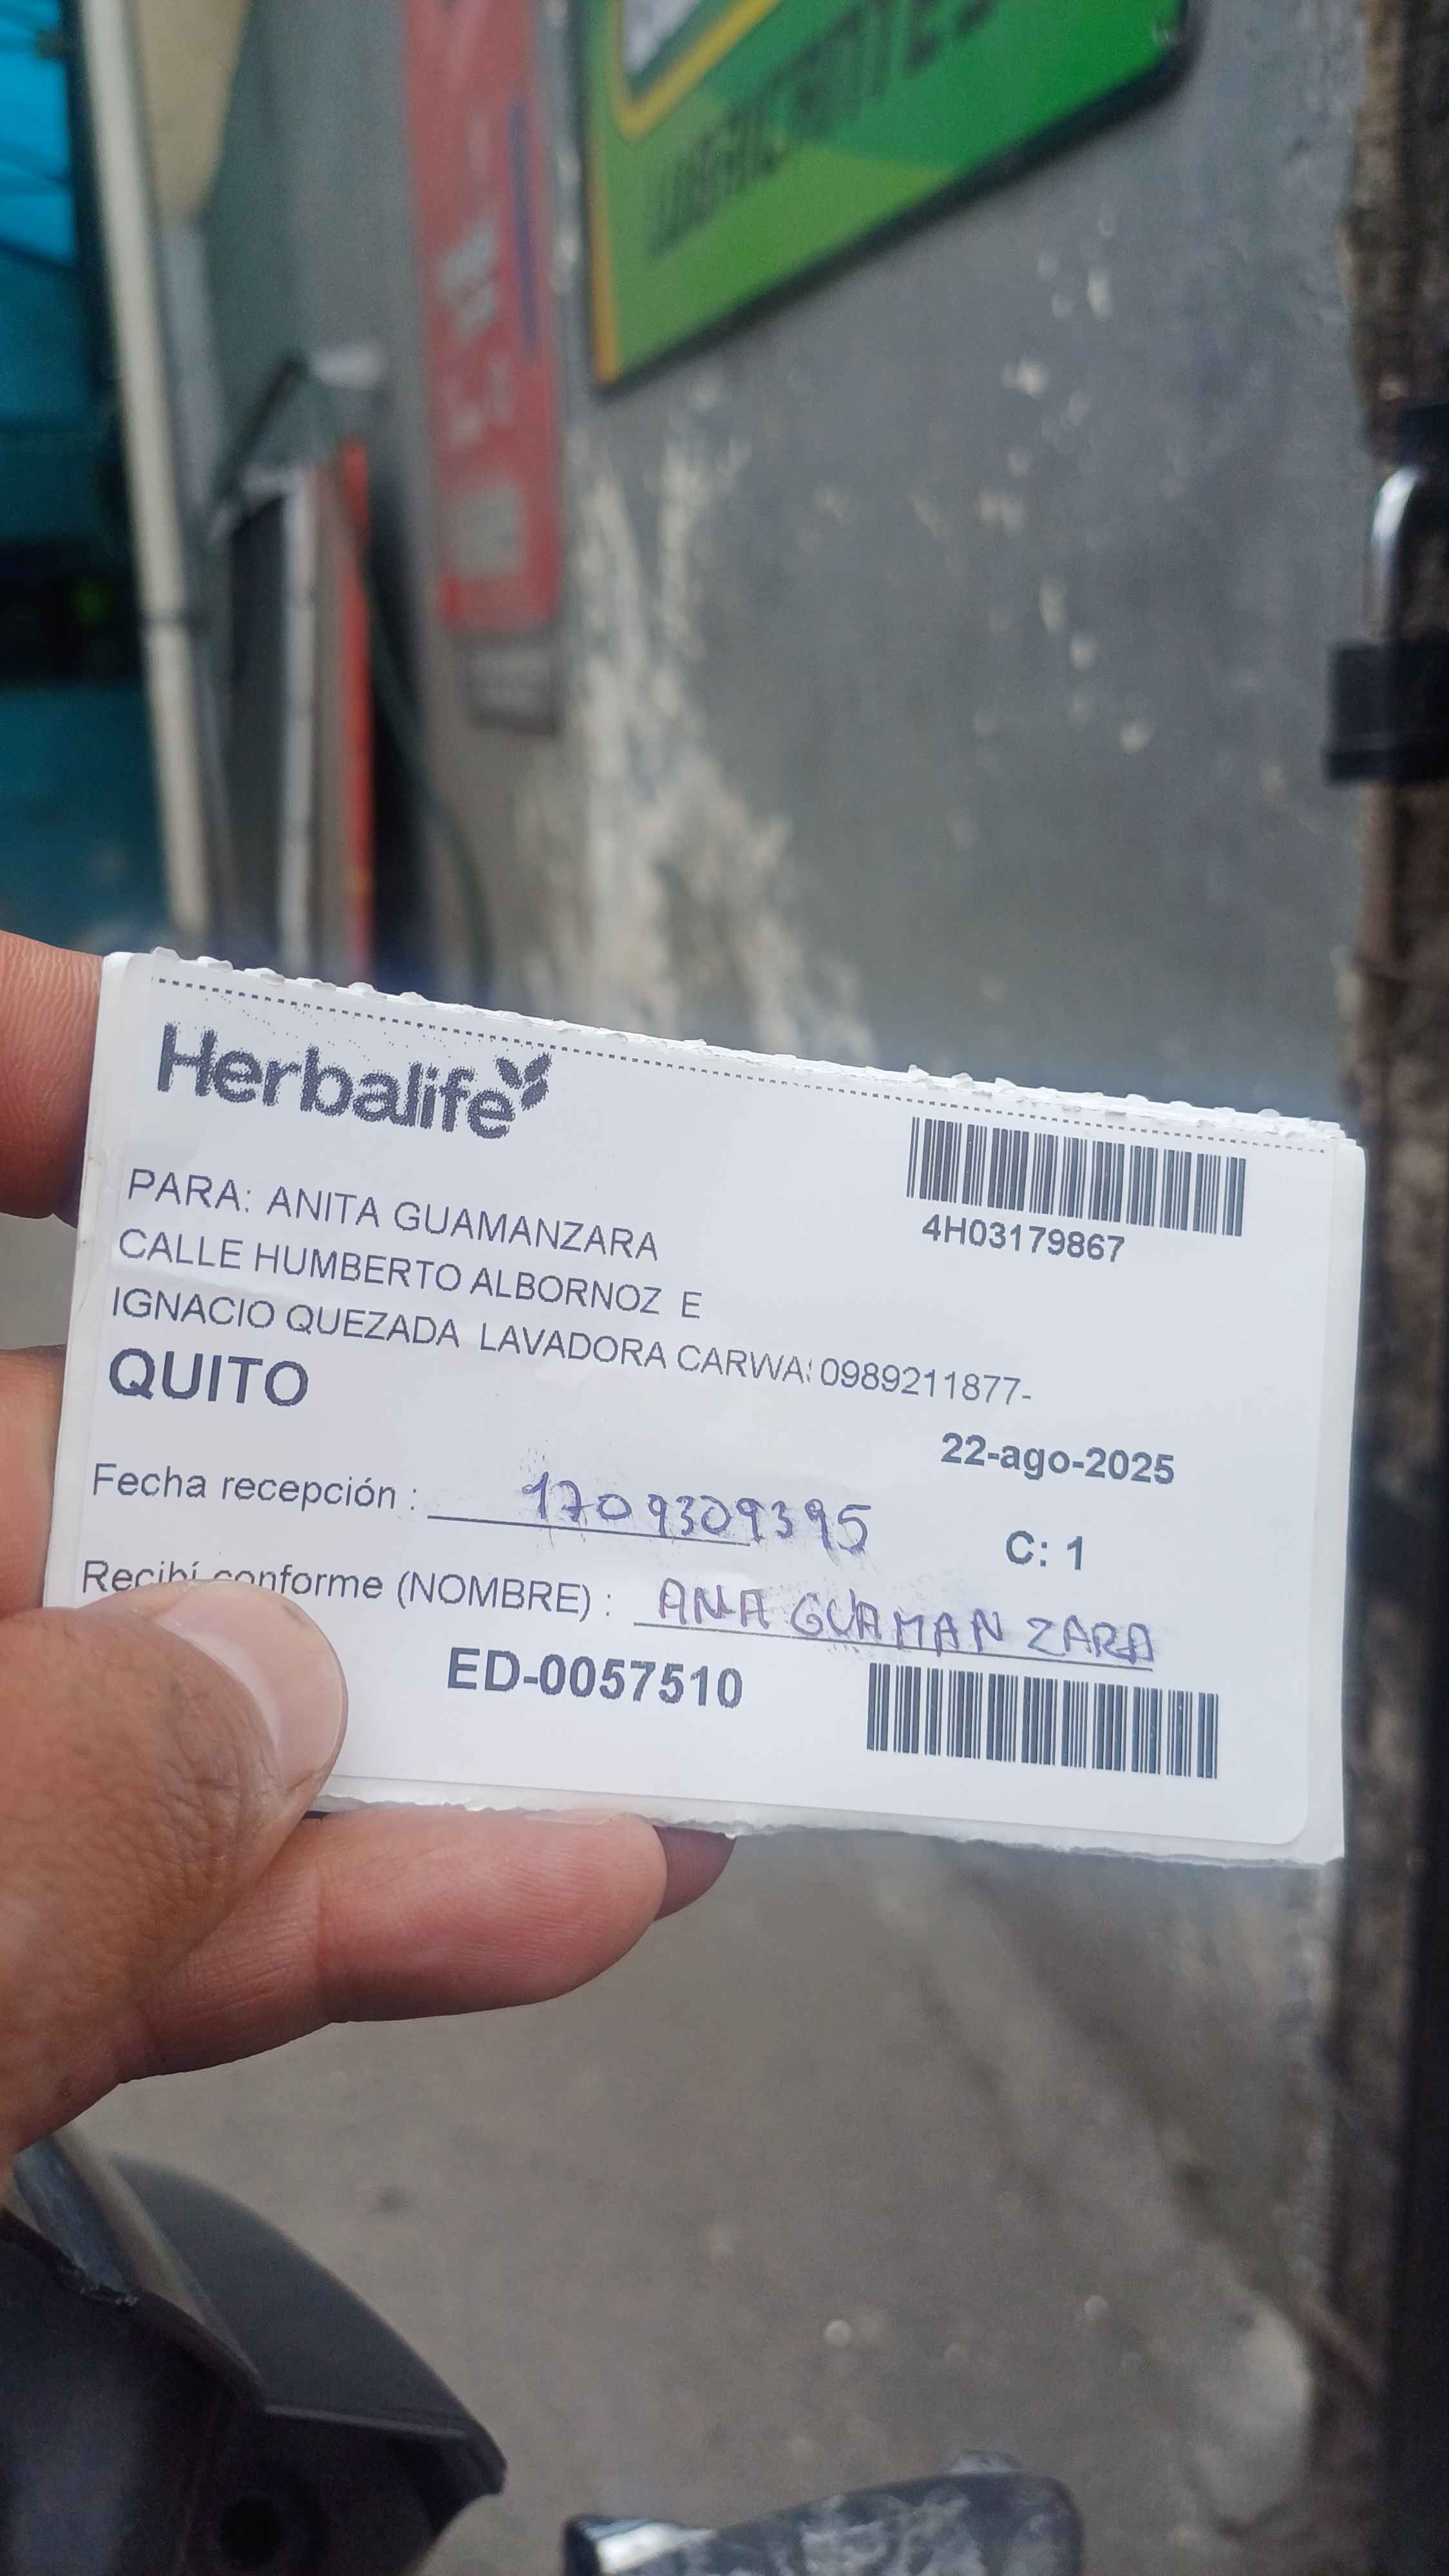 LUBRICANTES
Herbalife
4H03179867
PARA: ANITA GUAMANZARA
CALLE HUMBERTO ALBORNOZ E
IGNACIO QUEZADA LAVADORA CARWA: 0989211877-
QUITO
22-ago-2025
Fecha recepción : 1709309395
C: 1
Recibí conforme (NOMBRE) : ANA GUAMAN ZARA
ED-0057510